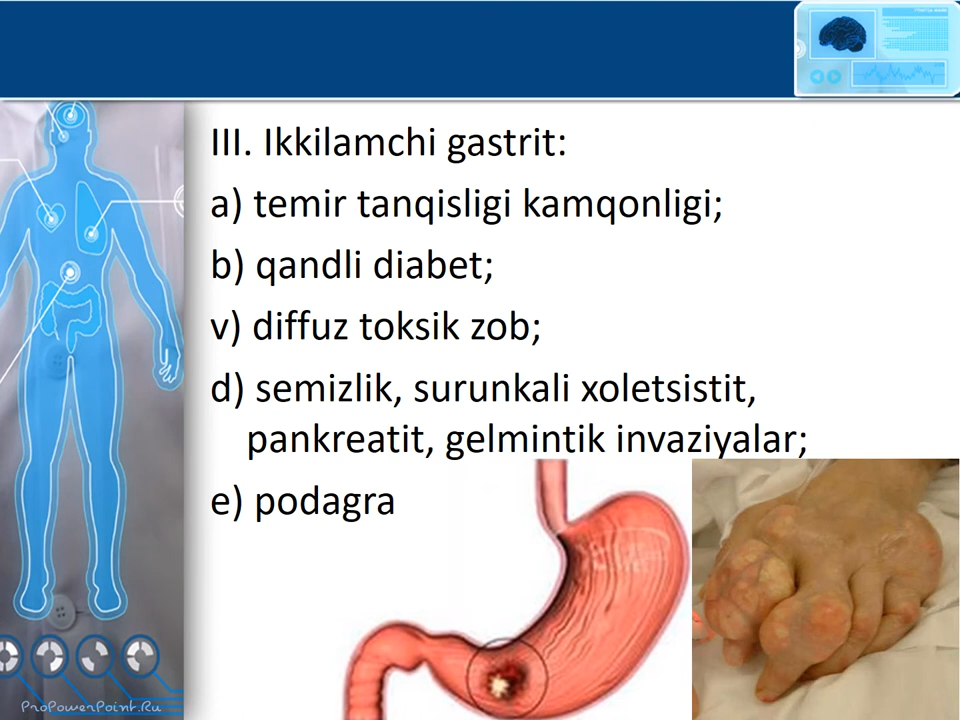 III. Ikkilamchi gastrit:
a) temir tanqisligi kamqonligi;
b) qandli diabet;
v) diffuz toksik zob;
d) semizlik, surunkali xoletsistit,
pankreatit, gelmintik invaziyalar;
e) podagra
ProPowerPoint.Ru